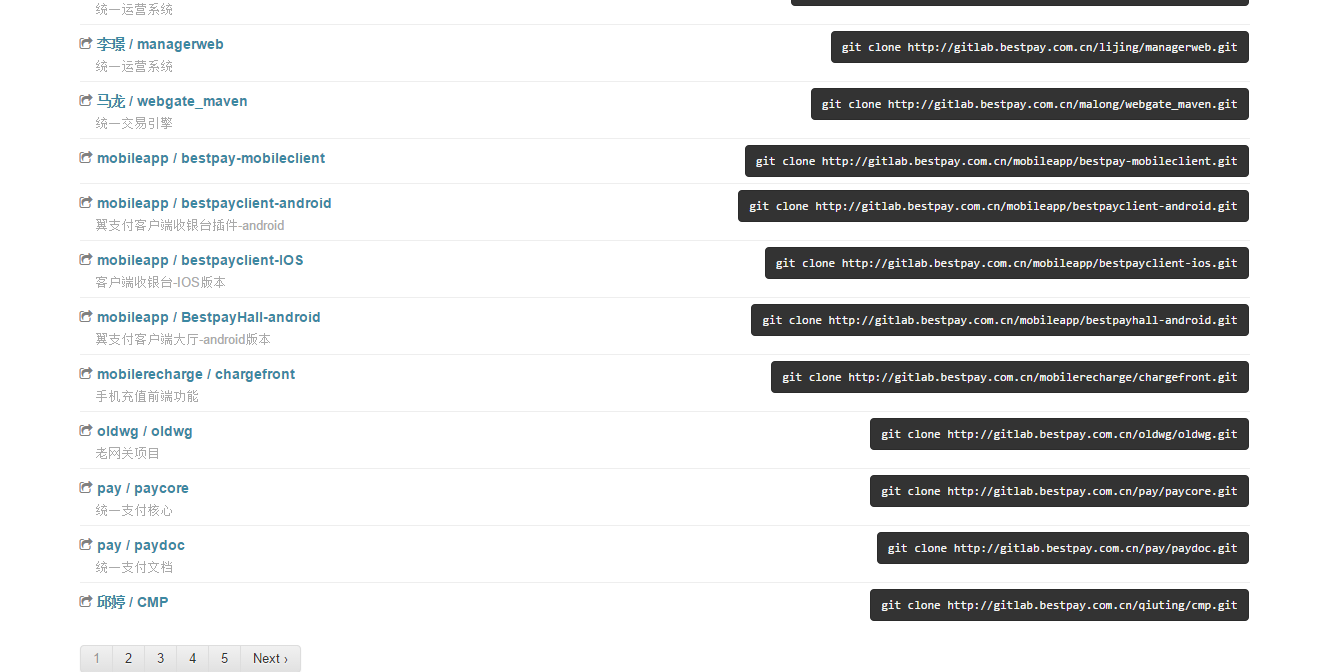 统一运营系统
李璟 / managerweb
git clone http://gitlab.bestpay.com.cn/lijing/managerweb.git
统一运营系统
马龙 / webgate_maven
git clone http://gitlab.bestpay.com.cn/malong/webgate_maven.git
统一交易引擎
mobileapp / bestpay-mobileclient
git clone http://gitlab.bestpay.com.cn/mobileapp/bestpay-mobileclient.git
mobileapp / bestpayclient-android
git clone http://gitlab.bestpay.com.cn/mobileapp/bestpayclient-android.git
翼支付客户端收银台插件-android
mobileapp / bestpayclient-IOS
git clone http://gitlab.bestpay.com.cn/mobileapp/bestpayclient-ios.git
客户端收银台-IOS版本
mobileapp / BestpayHall-android
git clone http://gitlab.bestpay.com.cn/mobileapp/bestpayhall-android.git
翼支付客户端大厅-android版本
mobilerecharge / chargefront
git clone http://gitlab.bestpay.com.cn/mobilerecharge/chargefront.git
手机充值前端功能
oldwg / oldwg
git clone http://gitlab.bestpay.com.cn/oldwg/oldwg.git
老网关项目
pay / paycore
git clone http://gitlab.bestpay.com.cn/pay/paycore.git
统一支付核心
pay / paydoc
git clone http://gitlab.bestpay.com.cn/pay/paydoc.git
统一支付文档
邱婷 / CMP
git clone http://gitlab.bestpay.com.cn/qiuting/cmp.git
1 2 3 4 5 Next ›